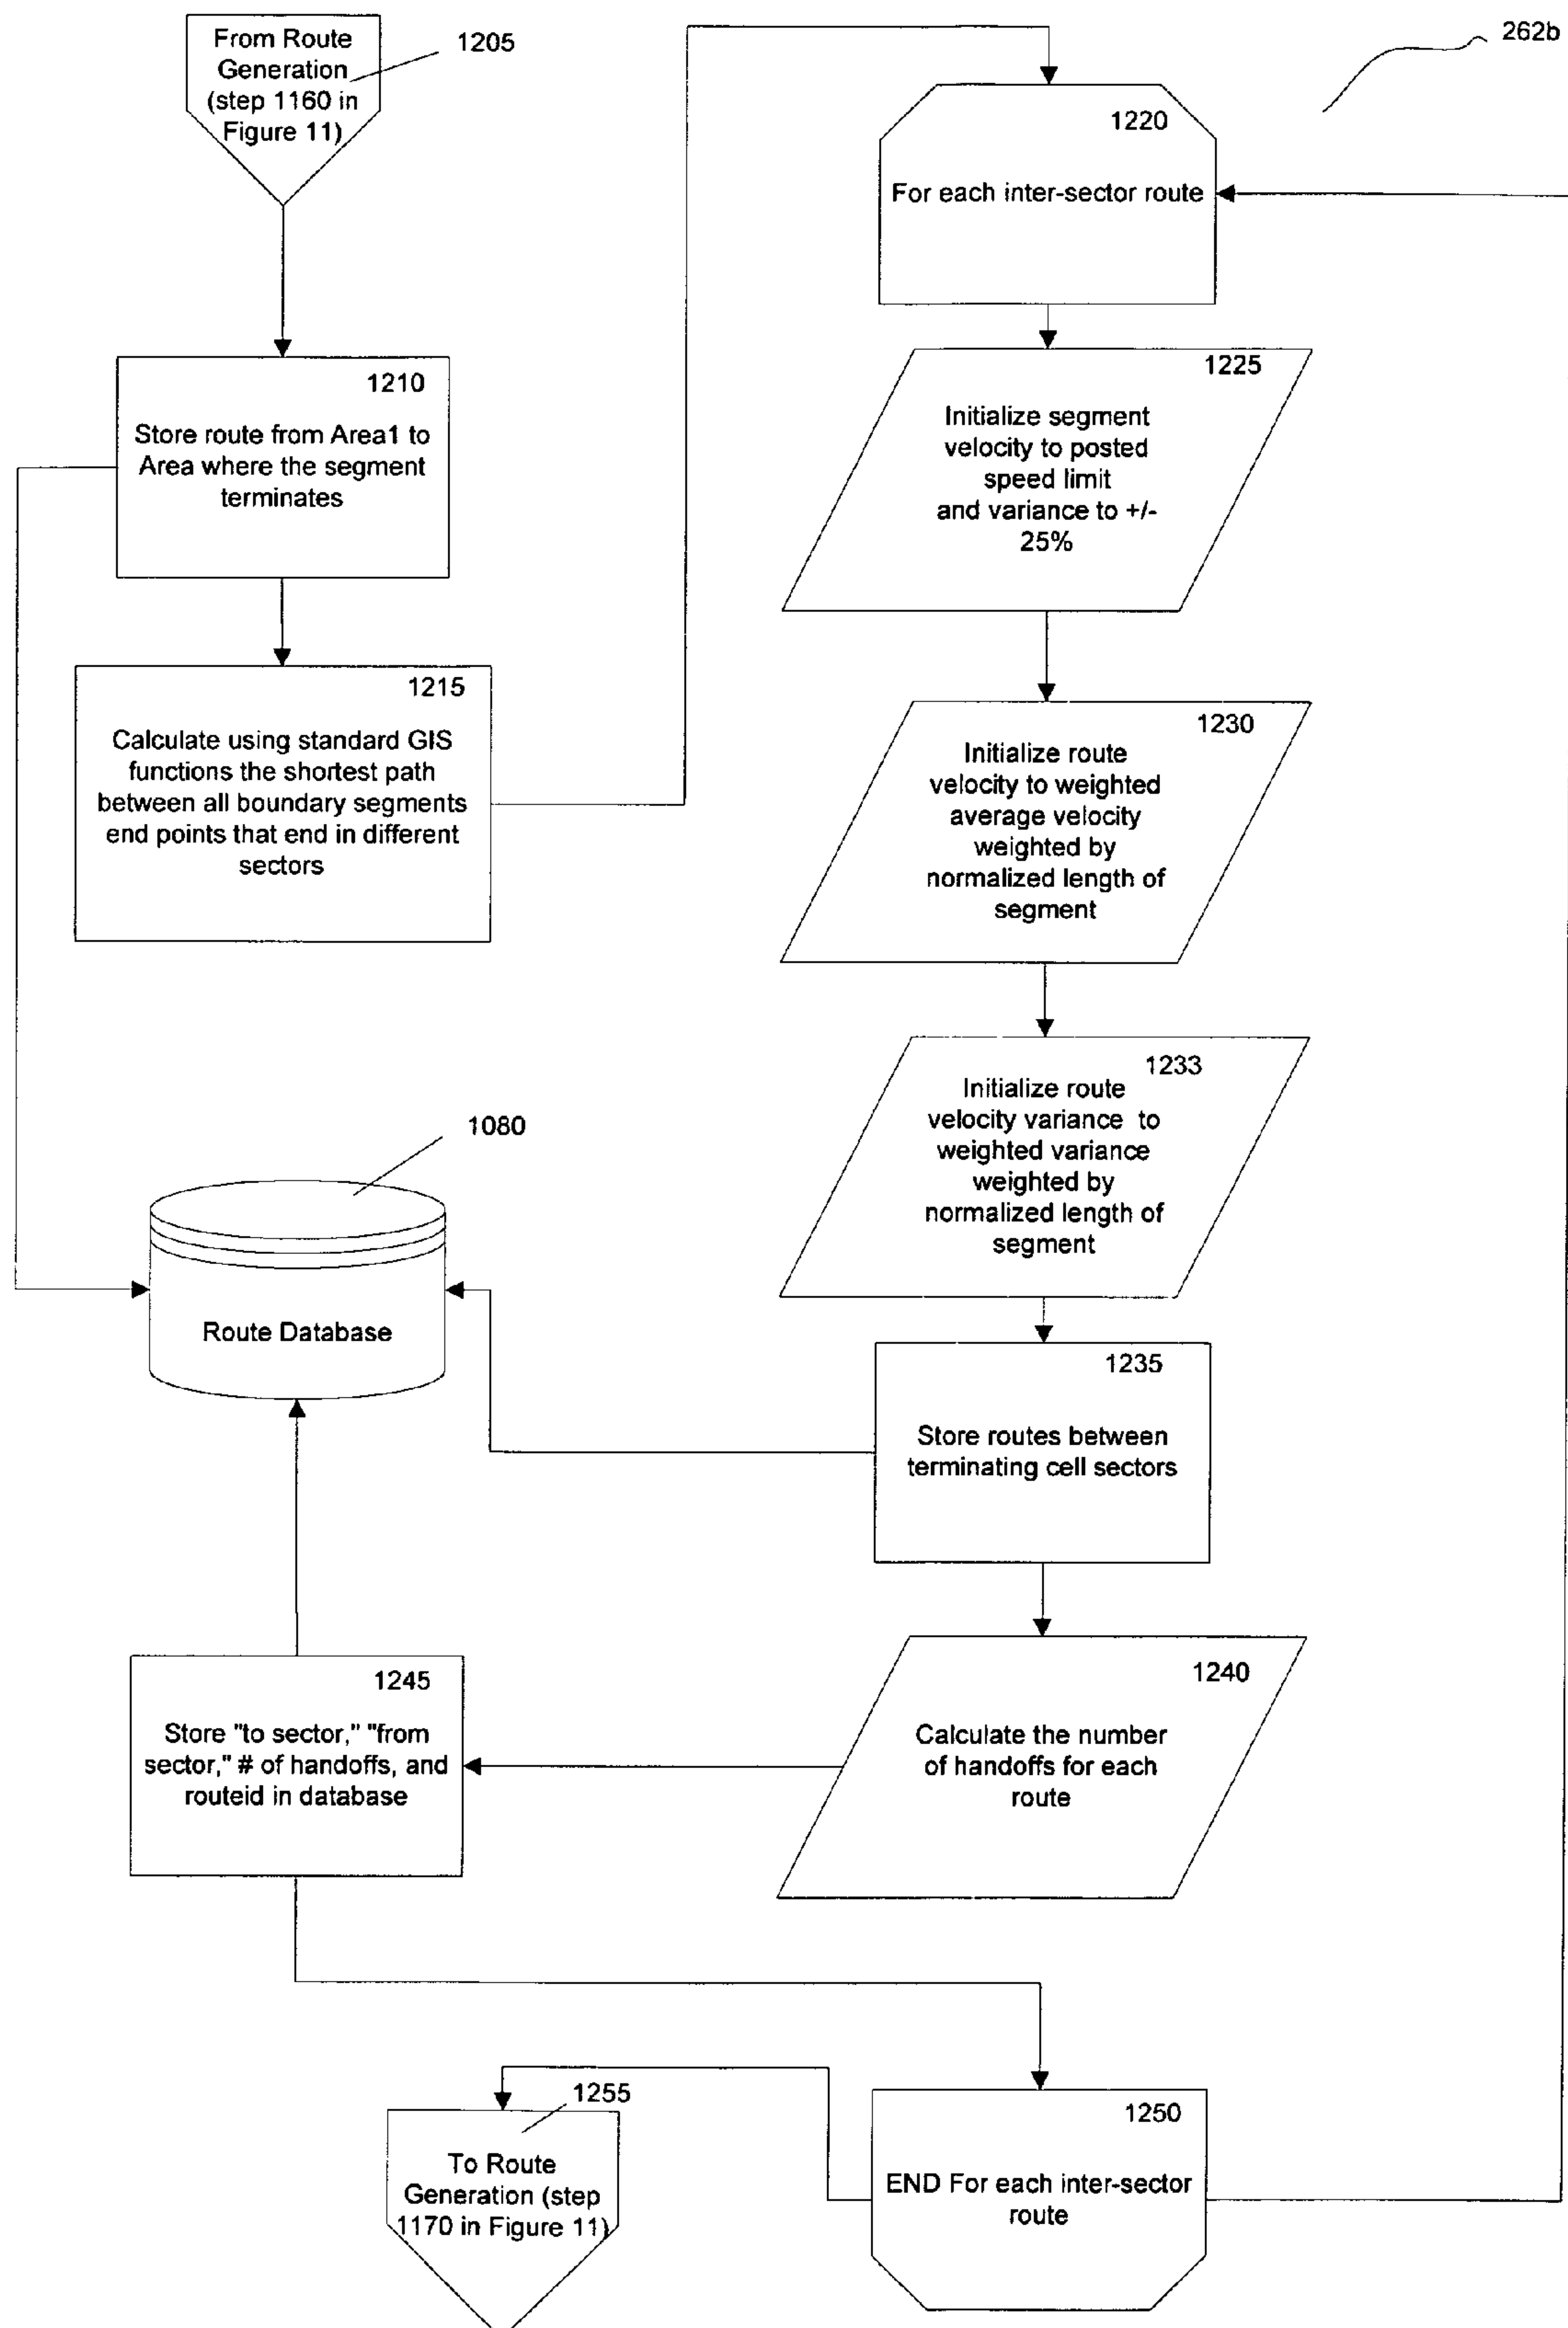 From Route
Generation
(step 1160 in
Figure 11)
1205
1210
Store route from Area1 to
Area where the segment
terminates
1215
Calculate using standard GIS
functions the shortest path
between all boundary segments
end points that end in different
sectors
262b
1220
For each inter-sector route
1225
Initialize segment
velocity to posted
speed limit
and variance to +/-
25%
1230
Initialize route
velocity to weighted
average velocity
weighted by
normalized length of
segment
1233
Initialize route
velocity variance to
weighted variance
weighted by
normalized length of
segment
1080
Route Database
1235
Store routes between
terminating cell sectors
1240
Calculate the number
of handoffs for each
route
1245
Store "to sector," "from
sector," # of handoffs, and
routeid in database
1250
END For each inter-sector
route
1255
To Route
Generation (step
1170 in Figure 11)